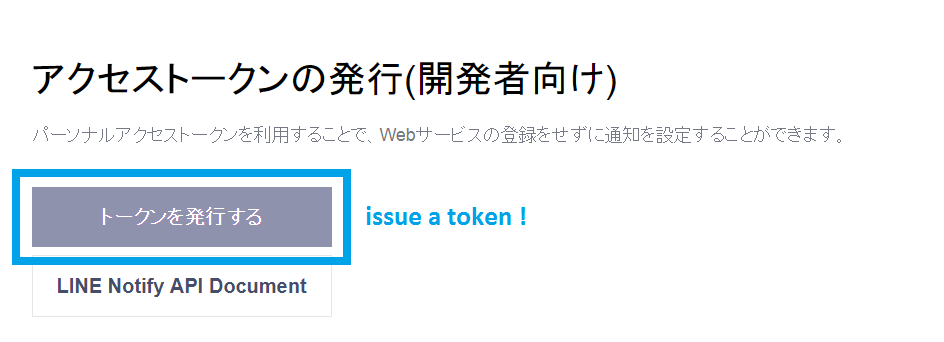 アクセストークンの発行(開発者向け)
パーソナルアクセストークンを利用することで、Webサービスの登録をせずに通知を設定することができます。
トークンを発行する
issue a token !
LINE Notify API Document